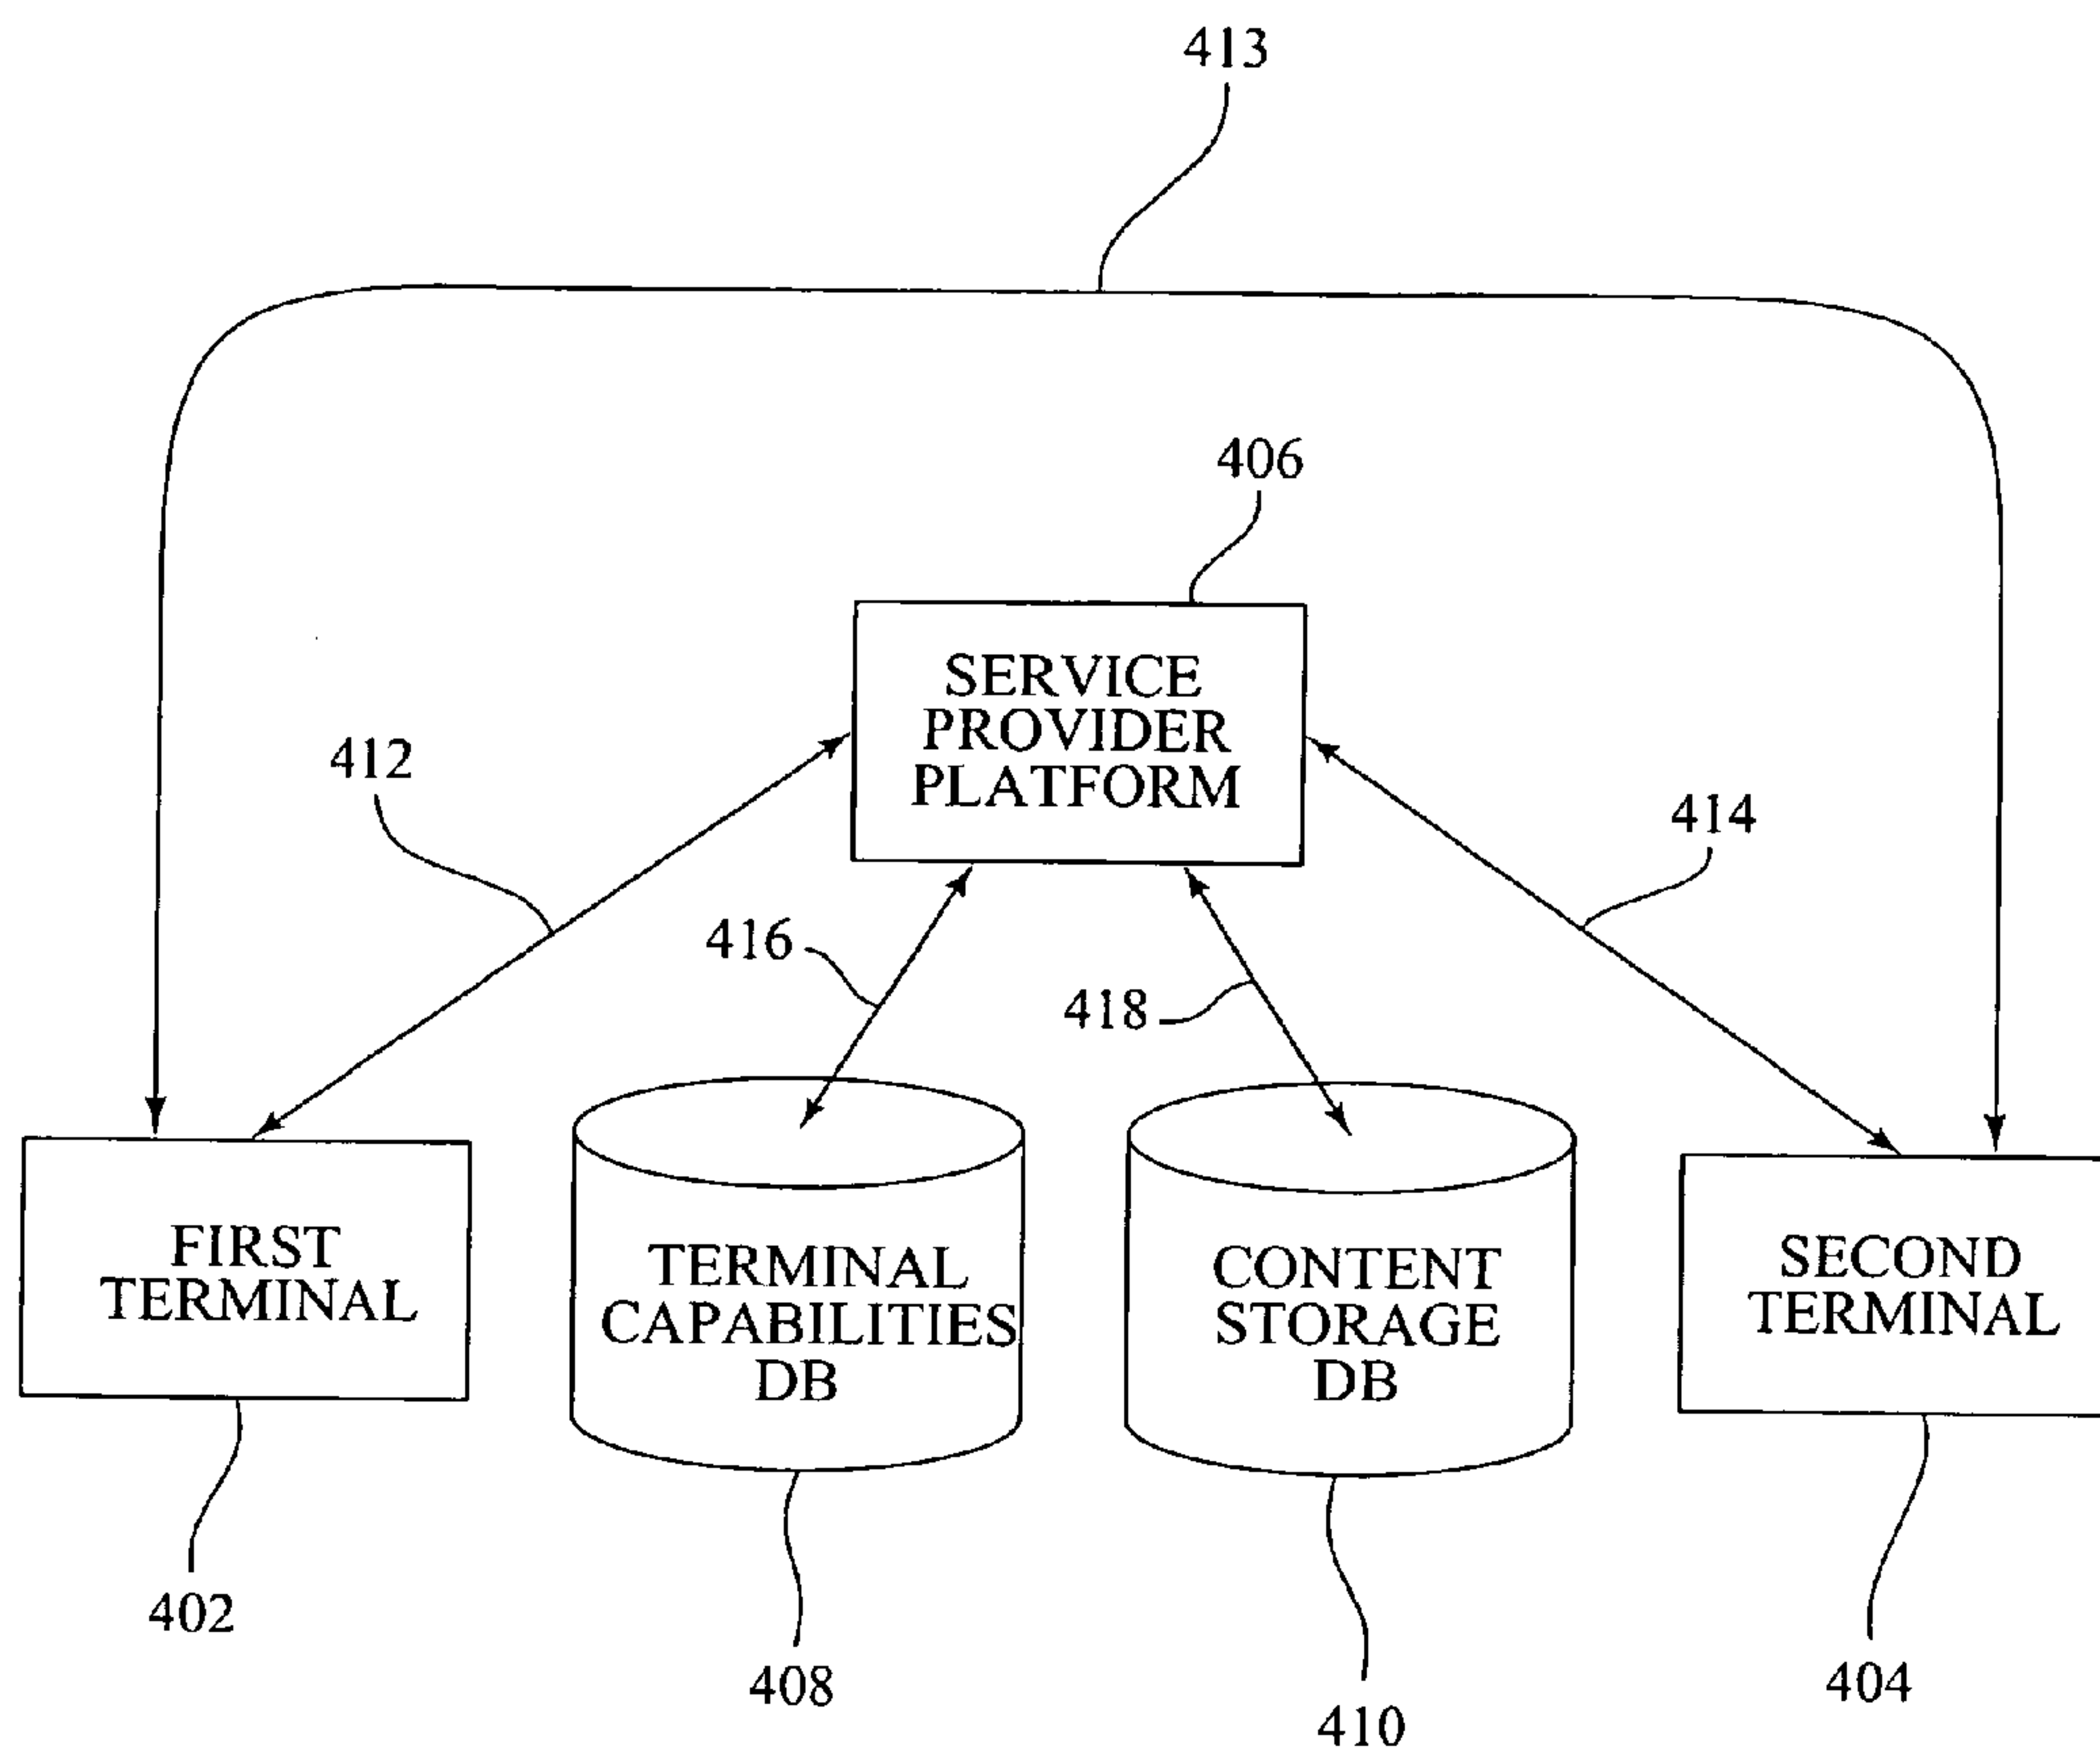 413
406
SERVICE
PROVIDER
PLATFORM
412
414
416
418
FIRST
TERMINAL
TERMINAL
CAPABILITIES
DB
CONTENT
STORAGE
DB
SECOND
TERMINAL
402
408
410
404